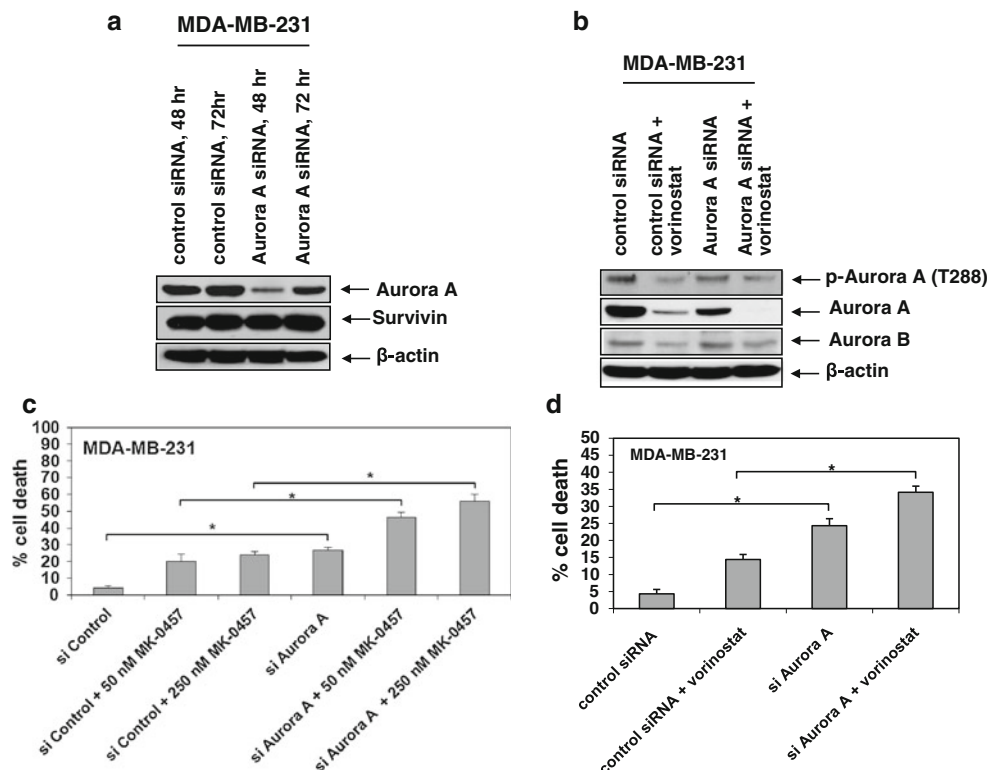 a
MDA-MB-231
control siRNA, 48 hr
control siRNA, 72hr
Aurora A siRNA, 48 hr
Aurora A siRNA, 72 hr
Aurora A
Survivin
β-actin
b
MDA-MB-231
control siRNA
control siRNA +
vorinostat
Aurora A siRNA
Aurora A siRNA +
vorinostat
p-Aurora A (T288)
Aurora A
Aurora B
β-actin
c
MDA-MB-231
% cell death
100
90
80
70
60
50
40
30
20
10
0
*
*
*
si Control
si Control + 50 nM MK-0457
si Control + 250 nM MK-0457
si Aurora A
si Aurora A + 50 nM MK-0457
si Aurora A + 250 nM MK-0457
d
MDA-MB-231
% cell death
50
45
40
35
30
25
20
15
10
5
0
*
*
control siRNA
control siRNA + vorinostat
si Aurora A
si Aurora A + vorinostat